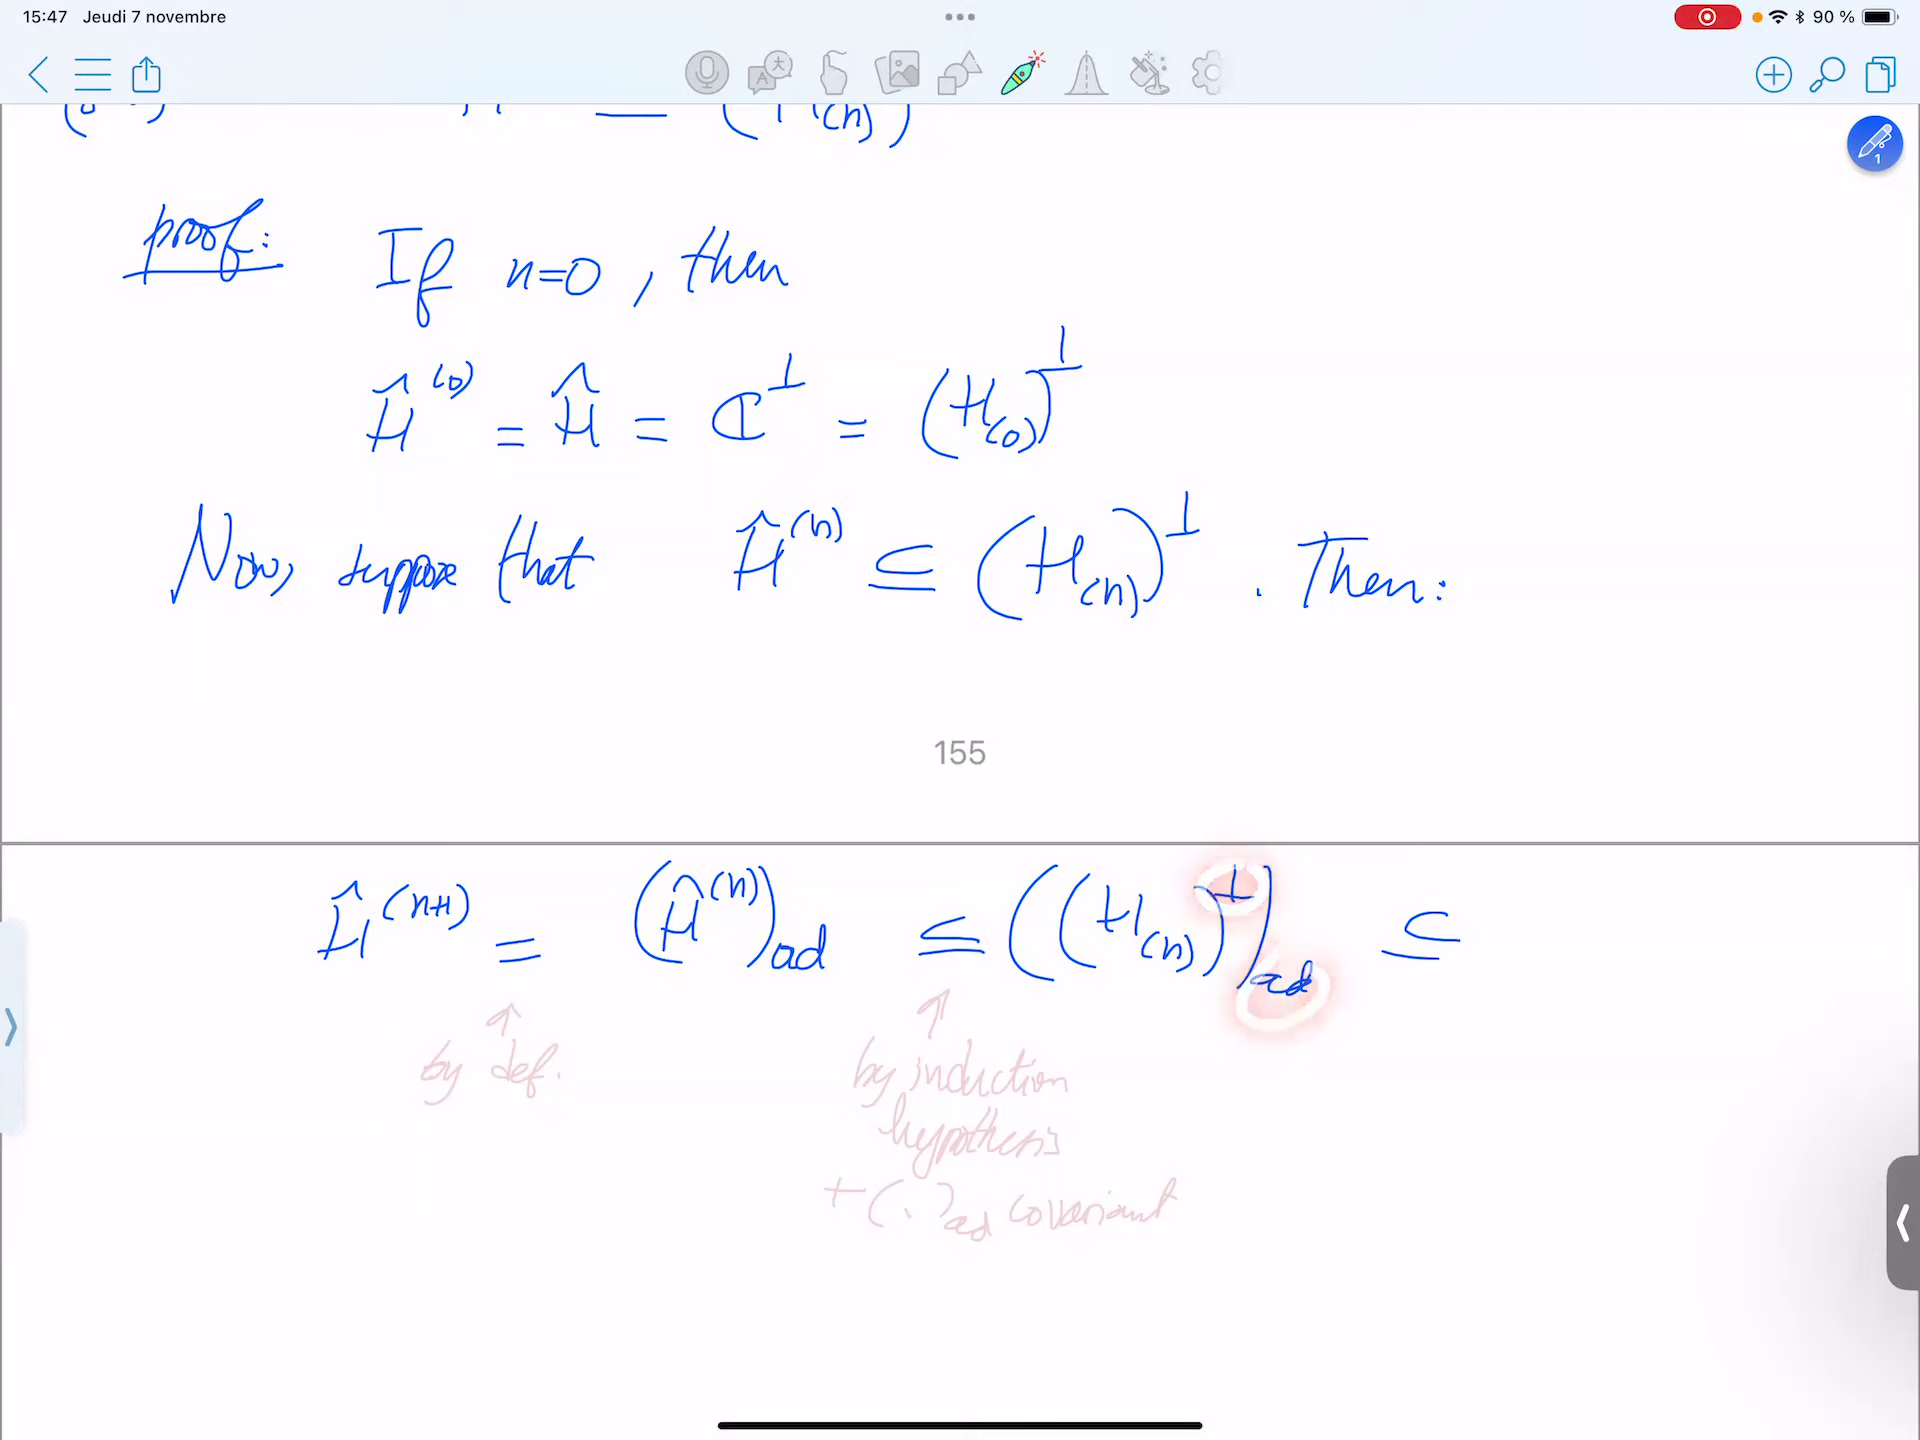 15:47 Jeudi 7 novembre 90 %
(n)
proof: If n=0, then
Ĥ^(0) = Ĥ = ℂ^⊥ = (H_(0))^⊥
Now, suppose that Ĥ^(n) ⊆ (H_(n))^⊥. Then:
155
Ĥ^(n+1) = (Ĥ^(n))_ad ⊆ ((H_(n))^⊥)_ad ⊆
↑ ↑
by def. by induction
hypothesis
+ (.)_ad covariant